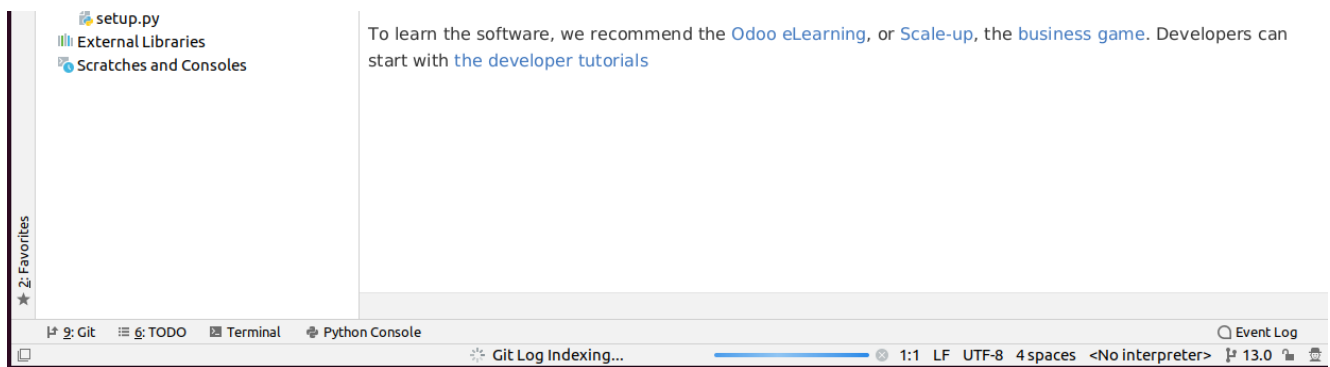 setup.py
External Libraries
Scratches and Consoles
To learn the software, we recommend the Odoo eLearning, or Scale-up, the business game. Developers can
start with the developer tutorials
2: Favorites
9: Git 6: TODO Terminal Python Console Event Log
Git Log Indexing... 1:1 LF UTF-8 4 spaces <No interpreter> 13.0